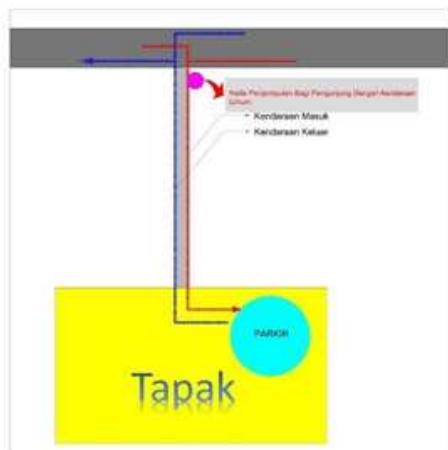 Halte Penjemputan Bagi Pengunjung Dengan Kendaraan
Umum
• Kendaraan Masuk
• Kendaraan Keluar
PARKIR
Tapak